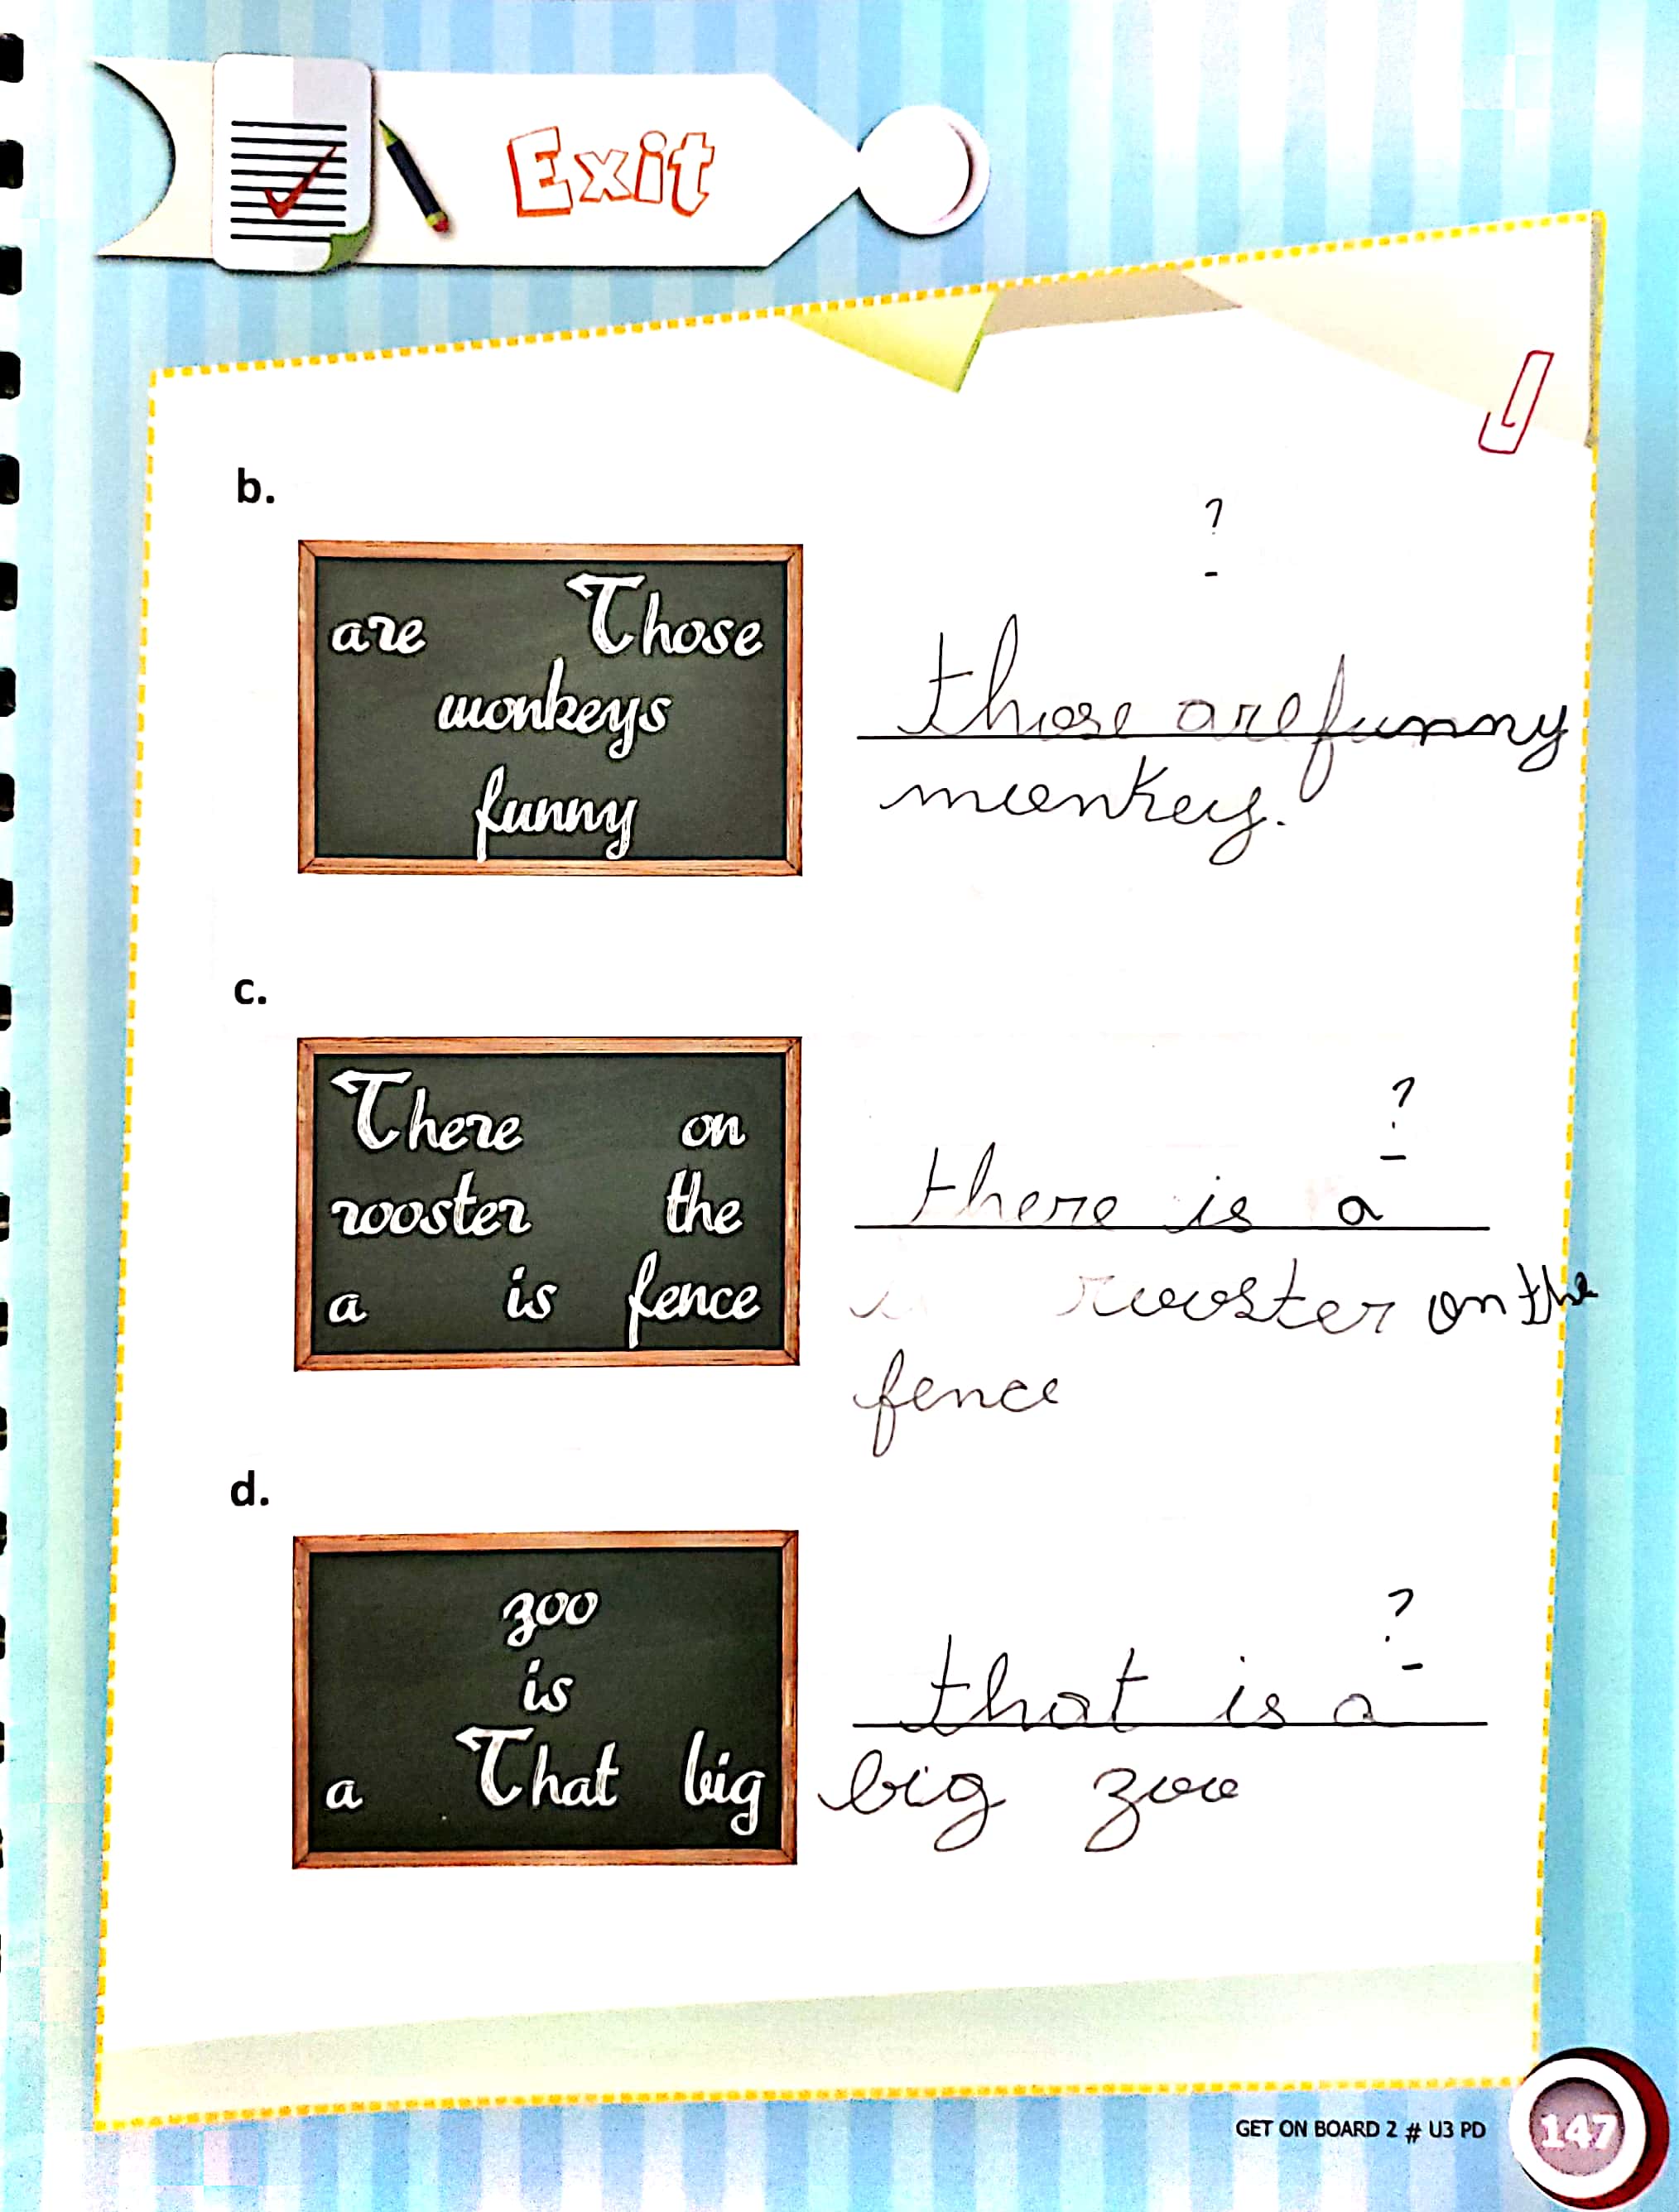 Exit
b.
?
-
are Those
monkeys
funny
those are funny
monkey.
c.
There on
rooster the
a is fence
?
-
there is a
rooster on the
fence
d.
zoo
is
a That big
?
-
that is a
big zoo
GET ON BOARD 2 # U3 PD
147